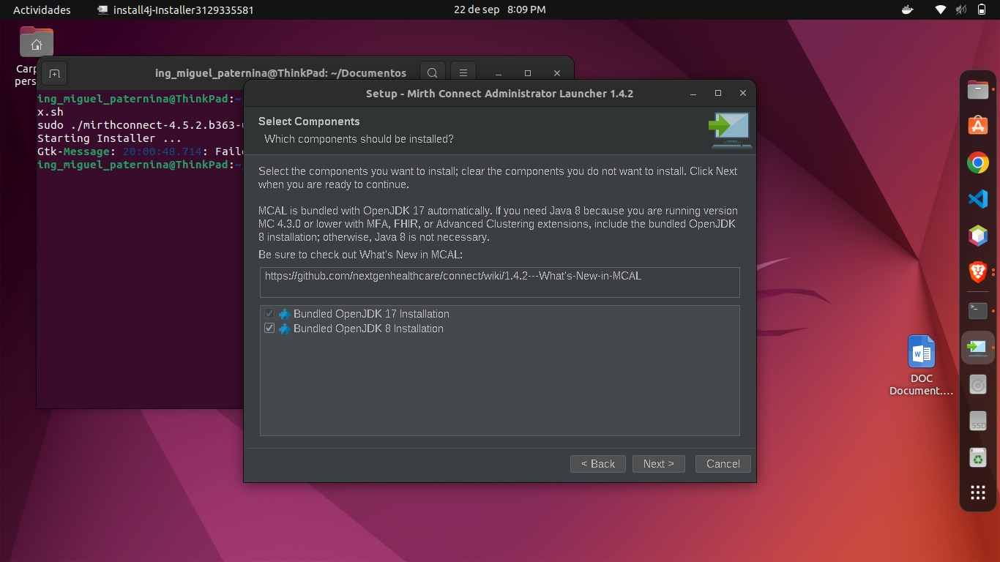 Actividades
install4j-Installer3129335581
22 de sep 8:09 PM
Carp
pers
ing_miguel_paternina@ThinkPad: ~/Documentos
ing_miguel_paternina@ThinkPad:~
x.sh
sudo ./mirthconnect-4.5.2.b363-u
Starting Installer ...
Gtk-Message: 20:00:48.714: Faile
ing_miguel_paternina@ThinkPad:~
Setup - Mirth Connect Administrator Launcher 1.4.2
Select Components
Which components should be installed?
Select the components you want to install; clear the components you do not want to install. Click Next
when you are ready to continue.
MCAL is bundled with OpenJDK 17 automatically. If you need Java 8 because you are running version
MC 4.3.0 or lower with MFA, FHIR, or Advanced Clustering extensions, include the bundled OpenJDK
8 installation; otherwise, Java 8 is not necessary.
Be sure to check out What's New in MCAL:
https://github.com/nextgenhealthcare/connect/wiki/1.4.2---What's-New-in-MCAL
Bundled OpenJDK 17 Installation
Bundled OpenJDK 8 Installation
< Back
Next >
Cancel
W
DOC
Document....
>_
SSD